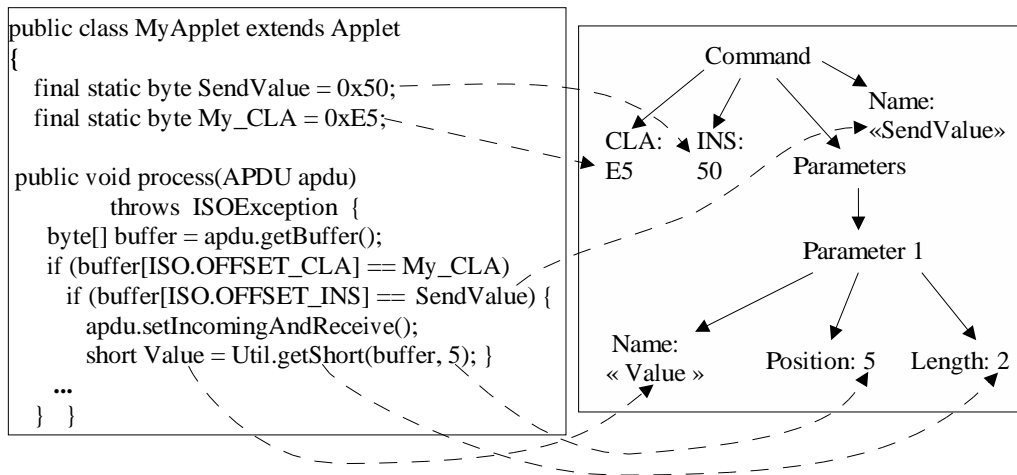 public class MyApplet extends Applet
{
final static byte SendValue = 0x50;
final static byte My_CLA = 0xE5;
public void process(APDU apdu)
throws ISOException {
byte[] buffer = apdu.getBuffer();
if (buffer[ISO.OFFSET_CLA] == My_CLA)
if (buffer[ISO.OFFSET_INS] == SendValue) {
apdu.setIncomingAndReceive();
short Value = Util.getShort(buffer, 5); }
...
} }
Command
Name:
«SendValue»
CLA:
E5
INS:
50
Parameters
Parameter 1
Name:
« Value »
Position: 5
Length: 2